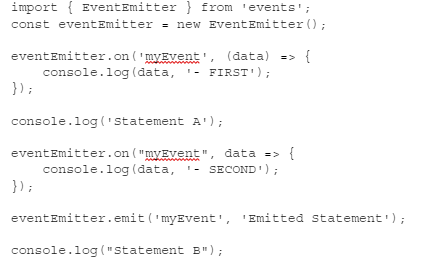 import { EventEmitter } from 'events';
const eventEmitter = new EventEmitter();
eventEmitter.on('myEvent', (data) => {
console.log(data, '- FIRST');
});
console.log('Statement A');
eventEmitter.on("myEvent", data => {
console.log(data, '- SECOND');
});
eventEmitter.emit('myEvent', 'Emitted Statement');
console.log("Statement B");